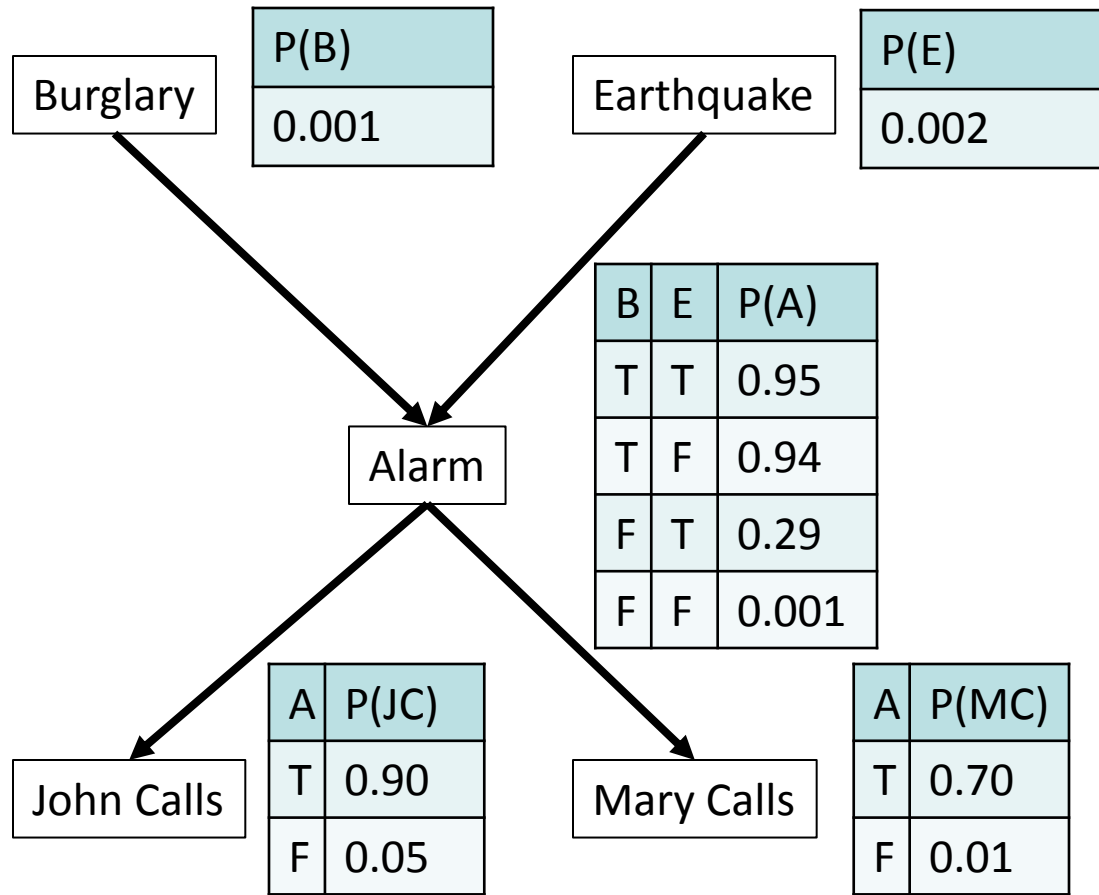 P(B)
0.001
Burglary
P(E)
0.002
Earthquake
B E P(A)
T T 0.95
T F 0.94
F T 0.29
F F 0.001
Alarm
A P(JC)
T 0.90
F 0.05
John Calls
A P(MC)
T 0.70
F 0.01
Mary Calls